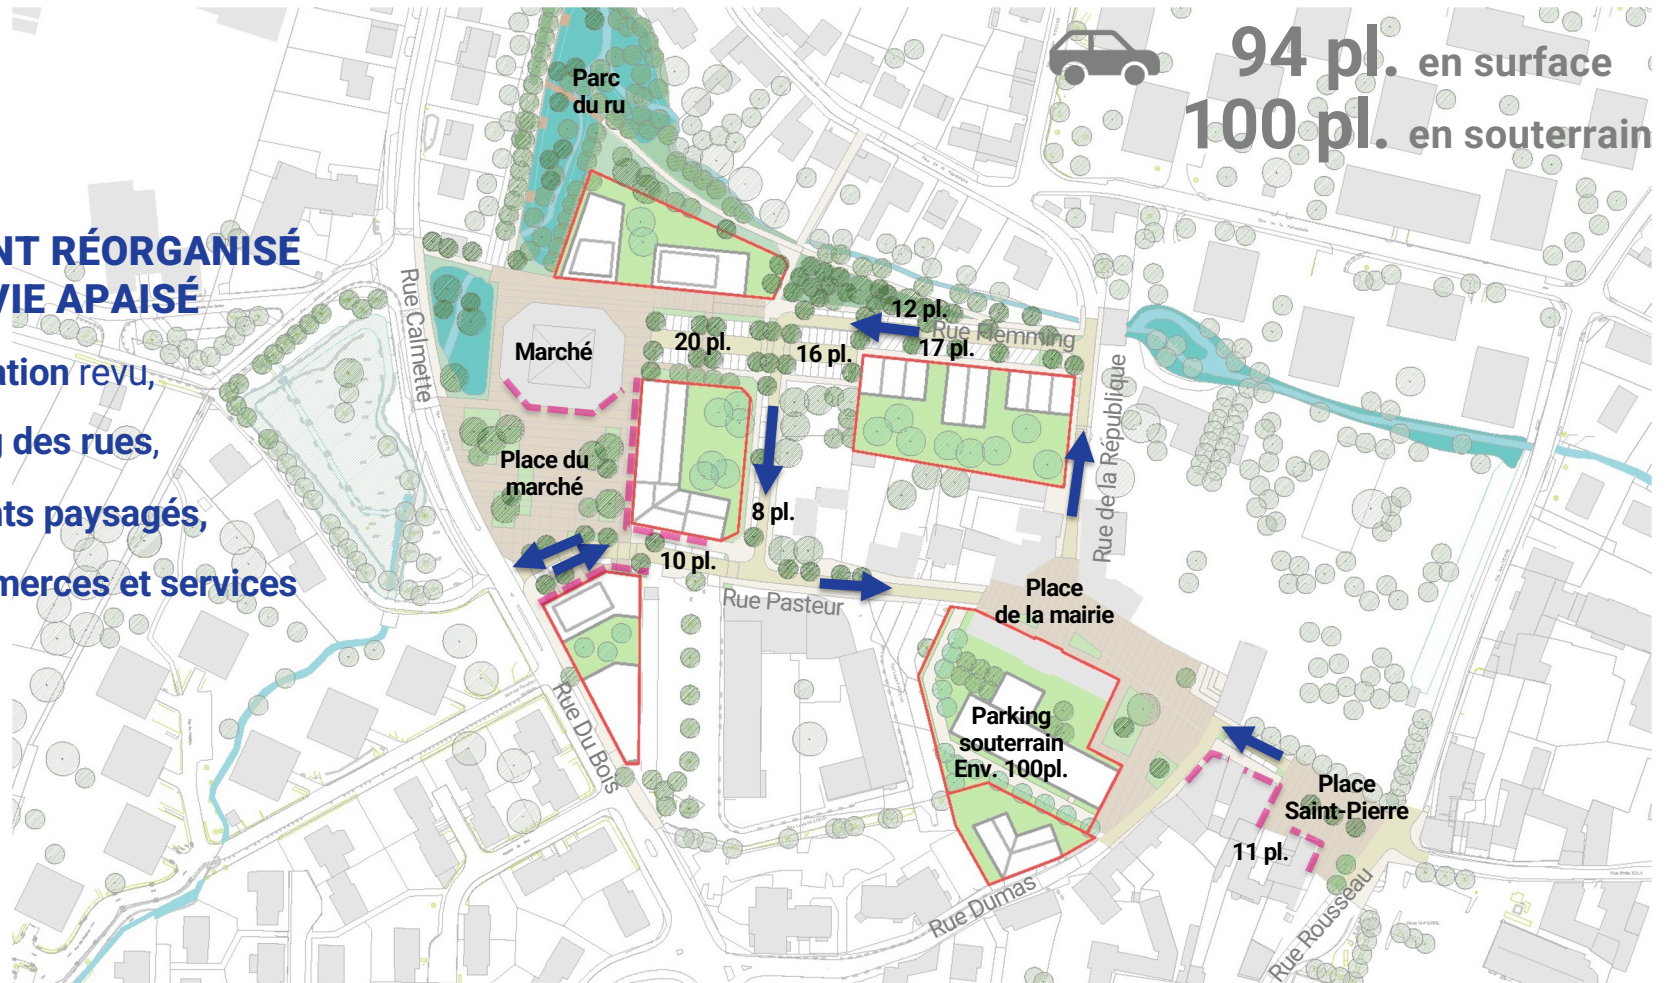 94 pl. en surface
100 pl. en souterrain
NT RÉORGANISÉ
VIE APAISÉ
ation revu,
g des rues,
nts paysagés,
merces et services
Parc
du ru
Rue Calmette
Marché
20 pl.
16 pl.
12 pl.
Rue Flemming
17 pl.
Place du
marché
8 pl.
10 pl.
Rue Pasteur
Rue de la République
Place
de la mairie
Rue Du Bois
Parking
souterrain
Env. 100pl.
Place
Saint-Pierre
11 pl.
Rue Dumas
Rue Rousseau